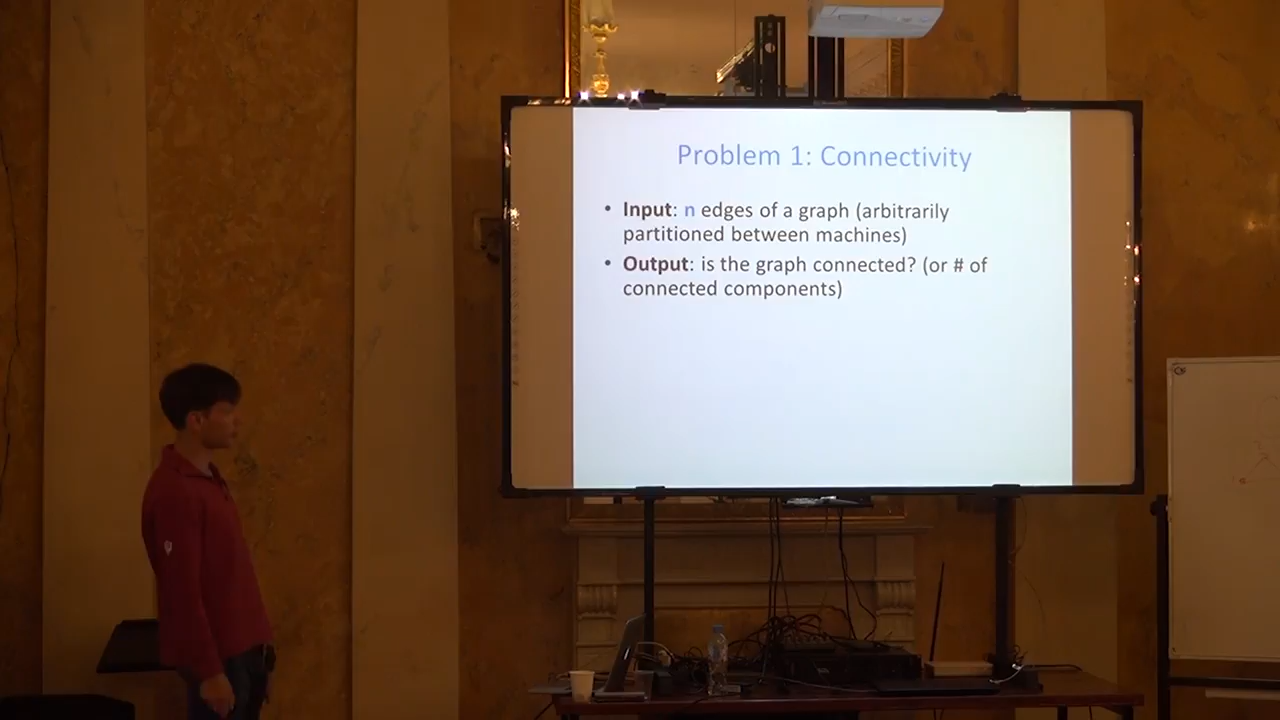 Problem 1: Connectivity
• Input: n edges of a graph (arbitrarily
partitioned between machines)
• Output: is the graph connected? (or # of
connected components)